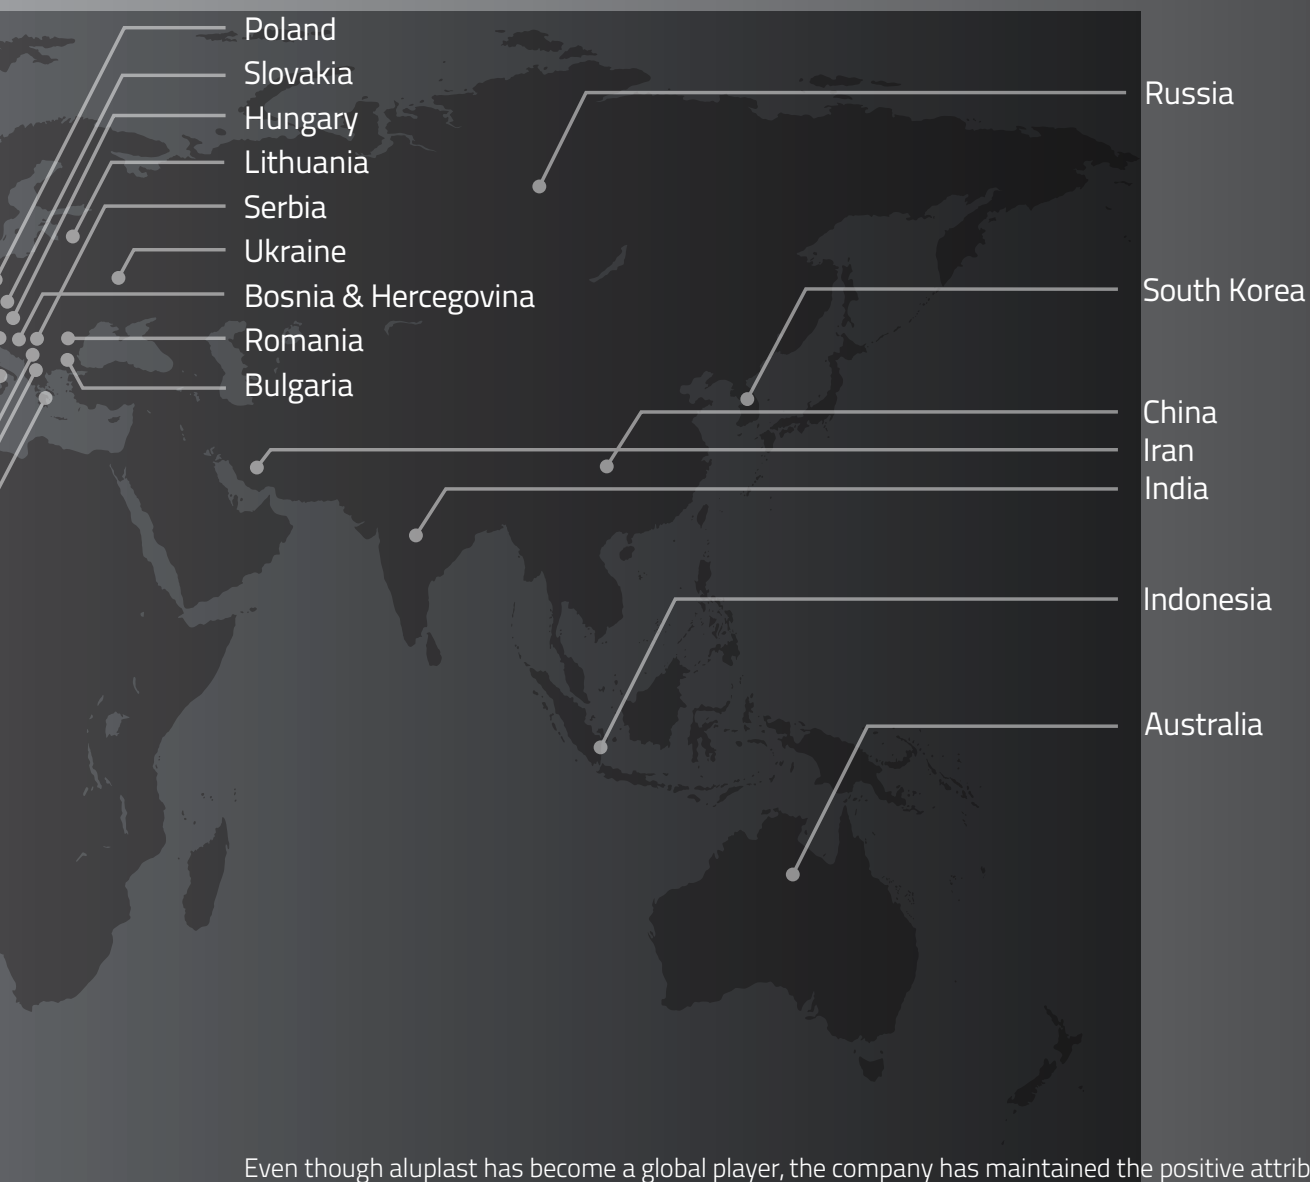 Poland
Slovakia
Hungary
Lithuania
Serbia
Ukraine
Bosnia & Hercegovina
Romania
Bulgaria
Russia
South Korea
China
Iran
India
Indonesia
Australia
Even though aluplast has become a global player, the company has maintained the positive attrib